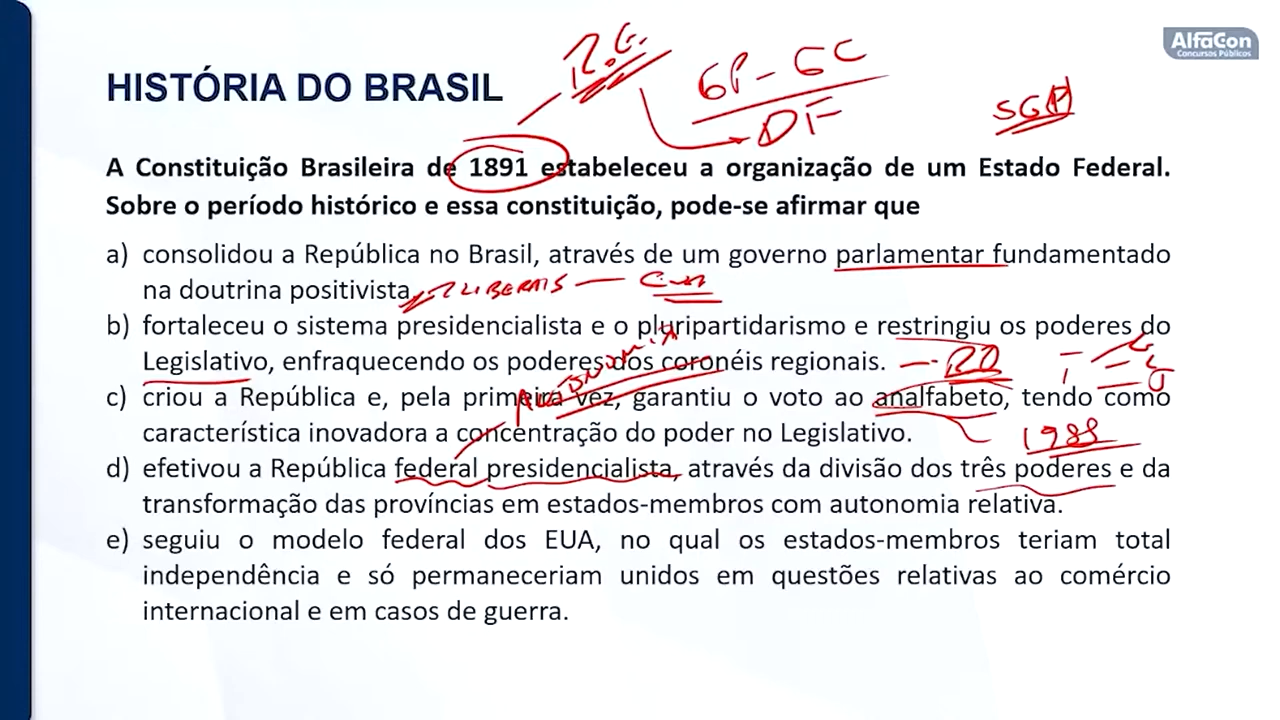 AlfaCon
Concursos Públicos
HISTÓRIA DO BRASIL
DF
A Constituição Brasileira de 1891 estabeleceu a organização de um Estado Federal.
Sobre o período histórico e essa constituição, pode-se afirmar que
a) consolidou a República no Brasil, através de um governo parlamentar fundamentado
na doutrina positivista.
LIBERAIS
b) fortaleceu o sistema presidencialista e o pluripartidarismo e restringiu os poderes do
Legislativo, enfraquecendo os poderes dos coronéis regionais.
c) criou a República e, pela primeira vez, garantiu o voto ao analfabeto, tendo como
característica inovadora a concentração do poder no Legislativo.
1988
d) efetivou a República federal presidencialista, através da divisão dos três poderes e da
transformação das províncias em estados-membros com autonomia relativa.
e) seguiu o modelo federal dos EUA, no qual os estados-membros teriam total
independência e só permaneceriam unidos em questões relativas ao comércio
internacional e em casos de guerra.